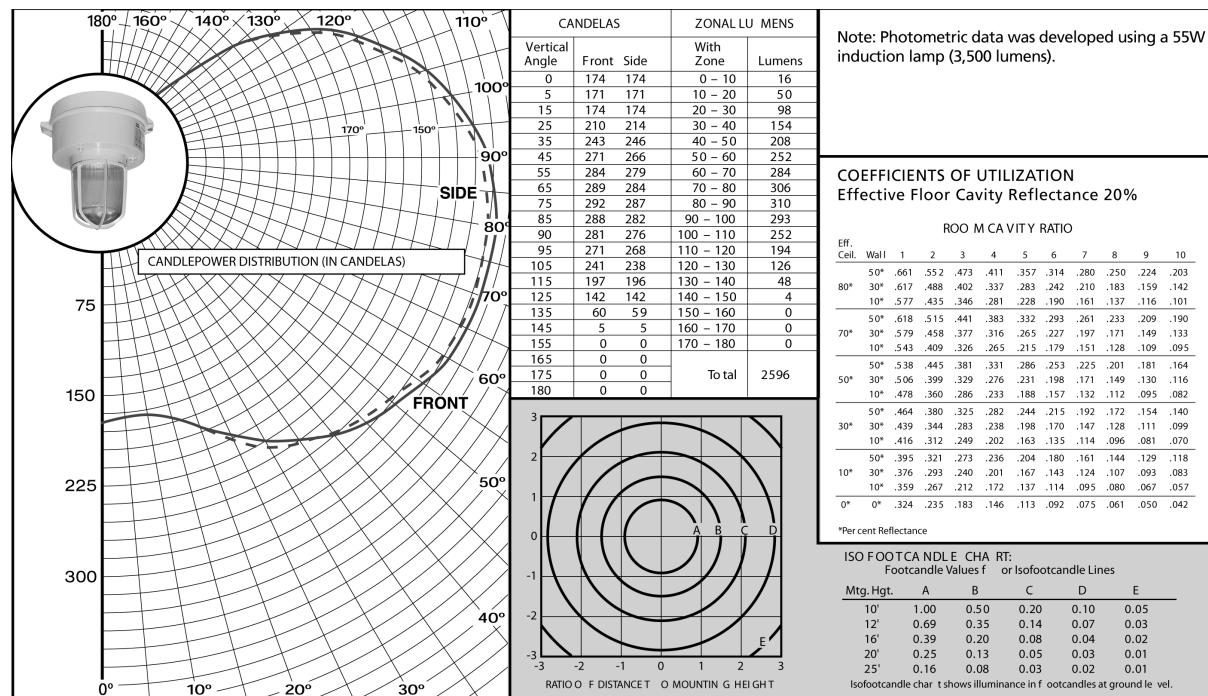 180° 160° 140° 130° 120° 110°
100°
170° 150°
90°
SIDE
80°
CANDLEPOWER DISTRIBUTION (IN CANDELAS)
75
70°
150
60°
FRONT
225
50°
300
40°
0° 10° 20° 30°
CANDELAS
Vertical Angle Front Side
0 174 174
5 171 171
15 174 174
25 210 214
35 243 246
45 271 266
55 284 279
65 289 284
75 292 287
85 288 282
90 281 276
95 271 268
105 241 238
115 197 196
125 142 142
135 60 59
145 5 5
155 0 0
165 0 0
175 0 0
180 0 0
ZONAL LU MENS
With Zone Lumens
0 – 10 16
10 – 20 50
20 – 30 98
30 – 40 154
40 – 50 208
50 – 60 252
60 – 70 284
70 – 80 306
80 – 90 310
90 – 100 293
100 – 110 252
110 – 120 194
120 – 130 126
130 – 140 48
140 – 150 4
150 – 160 0
160 – 170 0
170 – 180 0
To tal 2596
3
2
1
0 A B C D
-1
-2
E
-3
-3 -2 -1 0 1 2 3
RATIO O F DISTANCE T O MOUNTIN G HEI GH T
Note: Photometric data was developed using a 55W
induction lamp (3,500 lumens).
COEFFICIENTS OF UTILIZATION
Effective Floor Cavity Reflectance 20%
ROO M CA VIT Y RATIO
Eff.
Ceil. Wal l 1 2 3 4 5 6 7 8 9 10
50* .661 .552 .473 .411 .357 .314 .280 .250 .224 .203
80* 30* .617 .488 .402 .337 .283 .242 .210 .183 .159 .142
10* .577 .435 .346 .281 .228 .190 .161 .137 .116 .101
50* .618 .515 .441 .383 .332 .293 .261 .233 .209 .190
70* 30* .579 .458 .377 .316 .265 .227 .197 .171 .149 .133
10* .543 .409 .326 .265 .215 .179 .151 .128 .109 .095
50* .538 .445 .381 .331 .286 .253 .225 .201 .181 .164
50* 30* .506 .399 .329 .276 .231 .198 .171 .149 .130 .116
10* .478 .360 .286 .233 .188 .157 .132 .112 .095 .082
50* .464 .380 .325 .282 .244 .215 .192 .172 .154 .140
30* 30* .439 .344 .283 .238 .198 .170 .147 .128 .111 .099
10* .416 .312 .249 .202 .163 .135 .114 .096 .081 .070
50* .395 .321 .273 .236 .204 .180 .161 .144 .129 .118
10* 30* .376 .293 .240 .201 .167 .143 .124 .107 .093 .083
10* .359 .267 .212 .172 .137 .114 .095 .080 .067 .057
0* 0* .324 .235 .183 .146 .113 .092 .075 .061 .050 .042
*Per cent Reflectance
ISO F OOT CA NDL E CHA RT:
Footcandle Values f or Isofootcandle Lines
Mtg. Hgt. A B C D E
10' 1.00 0.50 0.20 0.10 0.05
12' 0.69 0.35 0.14 0.07 0.03
16' 0.39 0.20 0.08 0.04 0.02
20' 0.25 0.13 0.05 0.03 0.01
25' 0.16 0.08 0.03 0.02 0.01
Isofootcandle char t shows illuminance in f ootcandles at ground le vel.